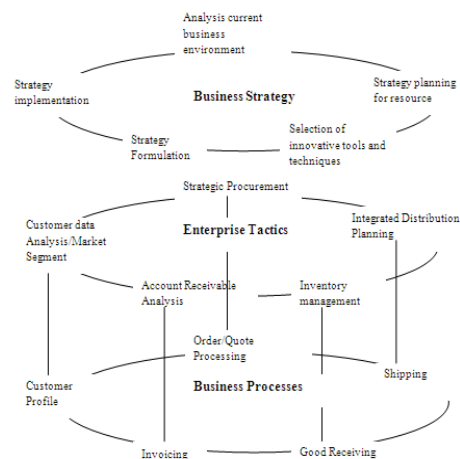 Analysis current
business
environment
Strategy
implementation
Business Strategy
Strategy planning
for resource
Strategy
Formulation
Selection of
innovative tools and
techniques
Strategic Procurement
Customer data
Analysis/Market
Segment
Enterprise Tactics
Integrated Distribution
Planning
Account Receivable
Analysis
Inventory
management
Order/Quote
Processing
Customer
Profile
Business Processes
Shipping
Invoicing
Good Receiving